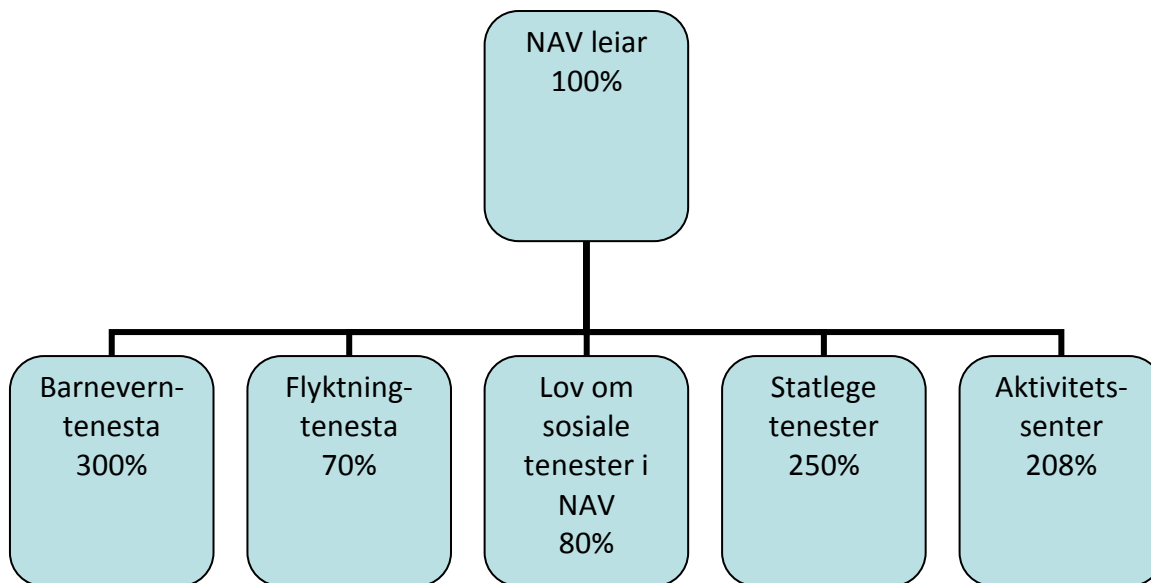 NAV leiar
100%
Barnevern-
tenesta
300%
Flyktning-
tenesta
70%
Lov om
sosiale
tenester i
NAV
80%
Statlege
tenester
250%
Aktivitets-
senter
208%